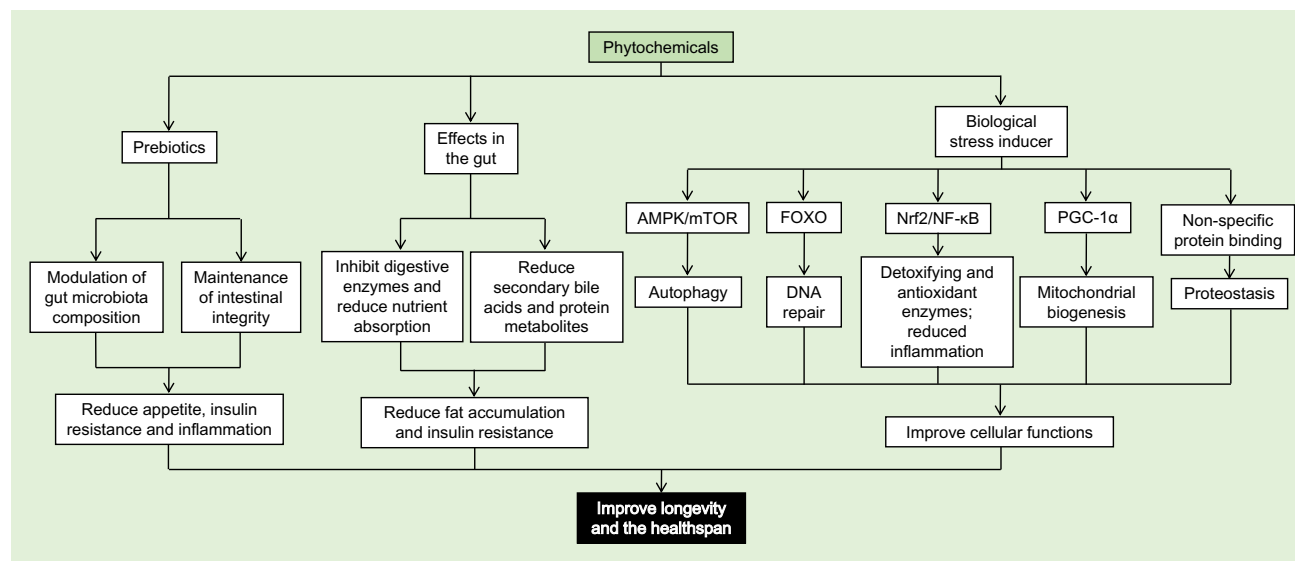 Phytochemicals
Prebiotics
Effects in
the gut
Biological
stress inducer
AMPK/mTOR
FOXO
Nrf2/NF-κB
PGC-1α
Non-specific
protein binding
Modulation of
gut microbiota
composition
Maintenance
of intestinal
integrity
Inhibit digestive
enzymes and
reduce nutrient
absorption
Reduce
secondary bile
acids and protein
metabolites
Autophagy
DNA
repair
Detoxifying and
antioxidant
enzymes;
reduced
inflammation
Mitochondrial
biogenesis
Proteostasis
Reduce appetite, insulin
resistance and inflammation
Reduce fat accumulation
and insulin resistance
Improve cellular functions
Improve longevity
and the healthspan